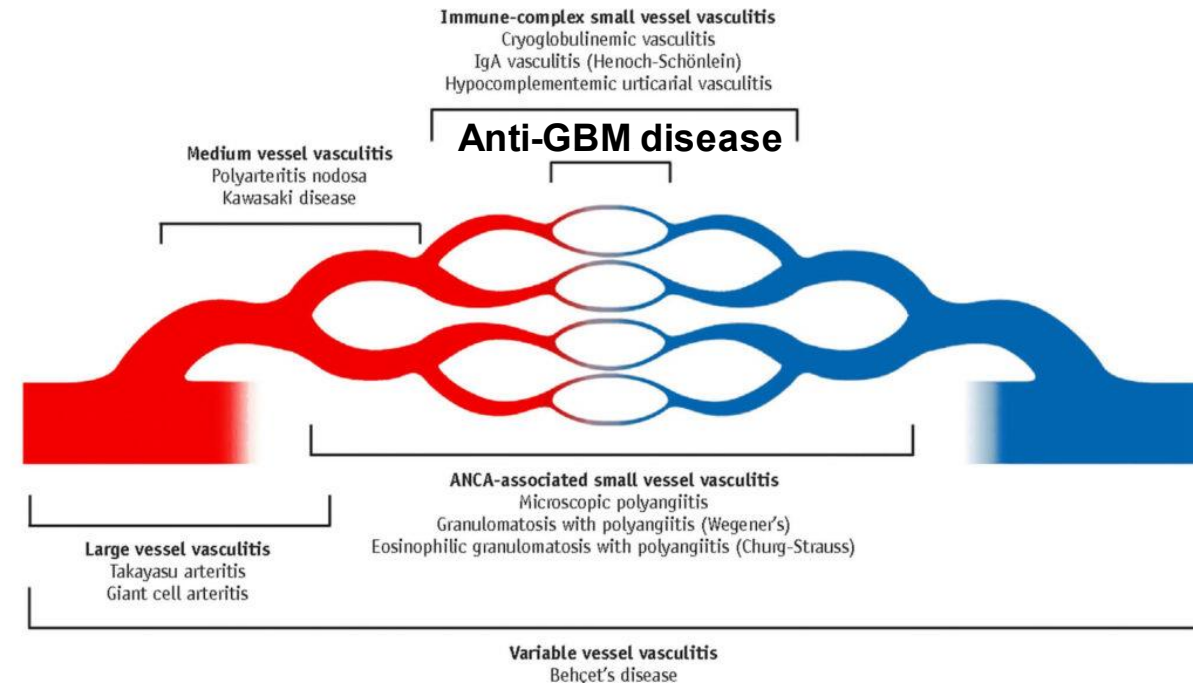 Immune-complex small vessel vasculitis
Cryoglobulinemic vasculitis
IgA vasculitis (Henoch-Schönlein)
Hypocomplementemic urticarial vasculitis
Anti-GBM disease
Medium vessel vasculitis
Polyarteritis nodosa
Kawasaki disease
ANCA-associated small vessel vasculitis
Microscopic polyangiitis
Granulomatosis with polyangiitis (Wegener's)
Eosinophilic granulomatosis with polyangiitis (Churg-Strauss)
Large vessel vasculitis
Takayasu arteritis
Giant cell arteritis
Variable vessel vasculitis
Behçet's disease